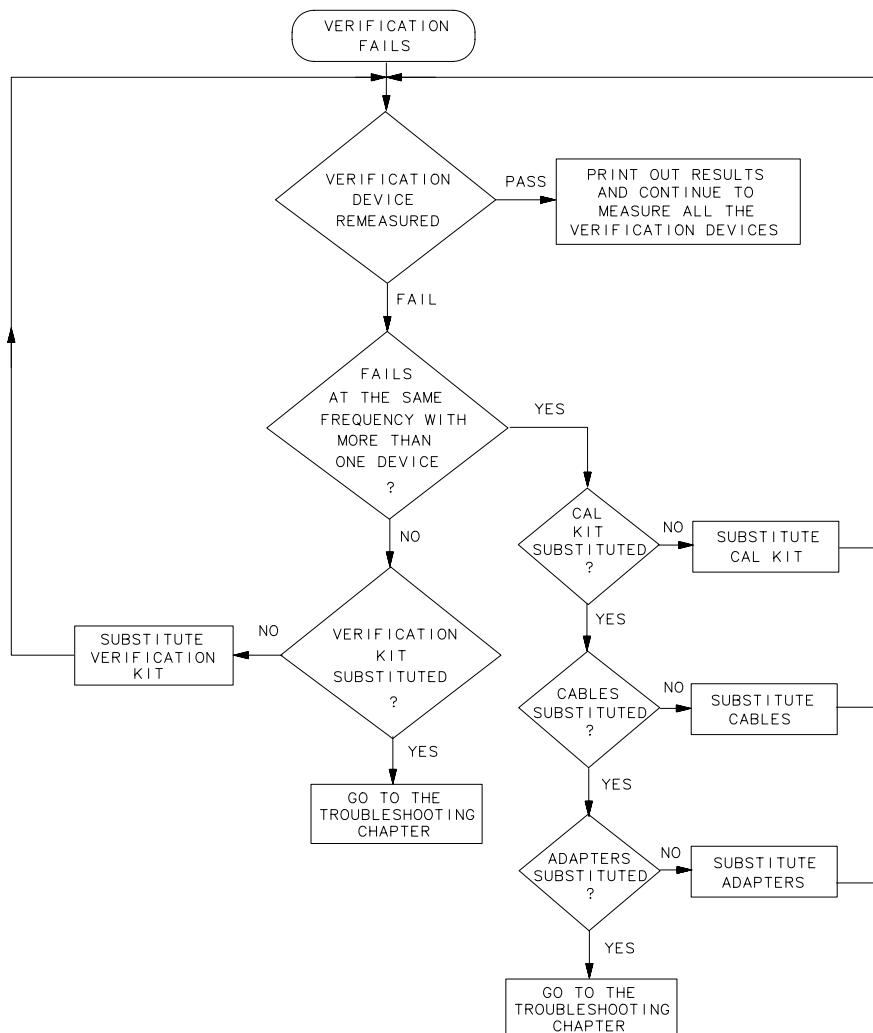 VERIFICATION
FAILS
VERIFICATION
DEVICE
REMEASURED
PASS
PRINT OUT RESULTS
AND CONTINUE TO
MEASURE ALL THE
VERIFICATION DEVICES
FAIL
FAILS
AT THE SAME
FREQUENCY WITH
MORE THAN
ONE DEVICE
?
YES
NO
CAL
KIT
SUBSTITUTED
?
NO
SUBSTITUTE
CAL KIT
YES
VERIFICATION
KIT
SUBSTITUTED
?
NO
SUBSTITUTE
VERIFICATION
KIT
YES
GO TO THE
TROUBLESHOOTING
CHAPTER
CABLES
SUBSTITUTED
?
NO
SUBSTITUTE
CABLES
YES
ADAPTERS
SUBSTITUTED
?
NO
SUBSTITUTE
ADAPTERS
YES
GO TO THE
TROUBLESHOOTING
CHAPTER